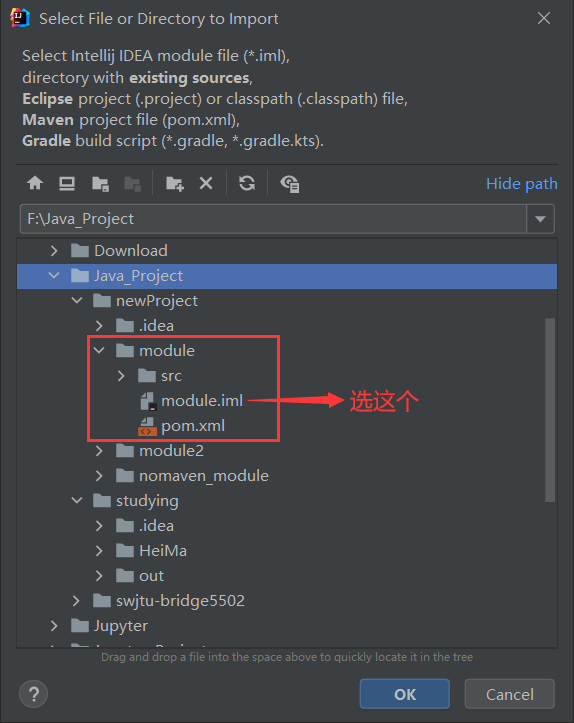 Select File or Directory to Import
Select Intellij IDEA module file (*.iml),
directory with existing sources,
Eclipse project (.project) or classpath (.classpath) file,
Maven project file (pom.xml),
Gradle build script (*.gradle, *.gradle.kts).
Hide path
F:\Java_Project
Download
Java_Project
newProject
.idea
module
src
module.iml 选这个
pom.xml
module2
nomaven_module
studying
.idea
HeiMa
out
swjtu-bridge5502
Jupyter
Drag and drop a file into the space above to quickly locate it in the tree
?
OK
Cancel